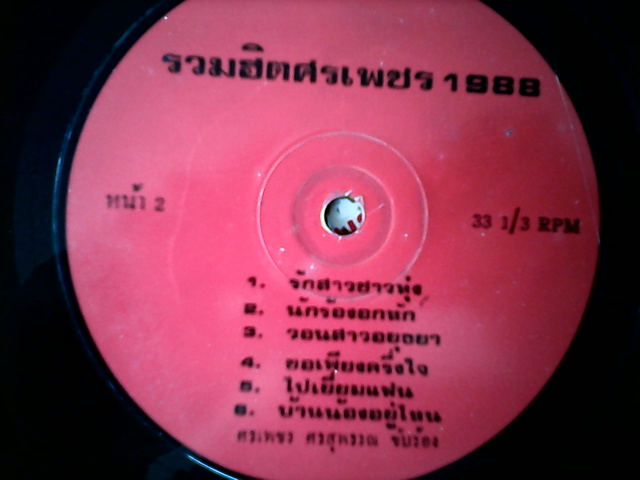 รวมฮิตศรเพชร 1988
หน้า 2
33 1/3 RPM
1. รักสาวชาวทุ่ง
2. นักร้องอกหัก
3. วอนสาวอยุธยา
4. ขอเพียงครึ่งใจ
5. ไปเยี่ยมแฟน
6. บ้านน้องอยู่ไหน
ศรเพชร ศรสุพรรณ ขับร้อง